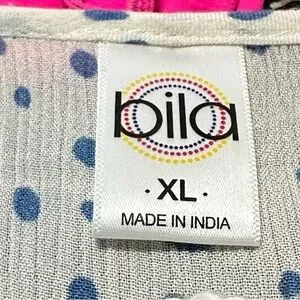 bila
· XL ·
MADE IN INDIA